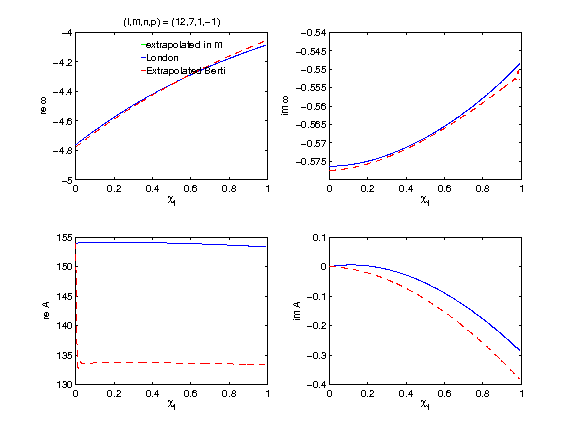 (l,m,n,p) = (12,7,1,−1)
−4
−4.2
−4.4
−4.6
−4.8
−5
re ω
0 0.2 0.4 0.6 0.8 1
χf
extrapolated in m
London
Extrapolated Berti
−0.54
−0.545
−0.55
−0.555
−0.56
−0.565
−0.57
−0.575
im ω
0 0.2 0.4 0.6 0.8 1
χf
155
150
145
140
135
130
re A
0 0.2 0.4 0.6 0.8 1
χf
0.1
0
−0.1
−0.2
−0.3
−0.4
im A
0 0.2 0.4 0.6 0.8 1
χf